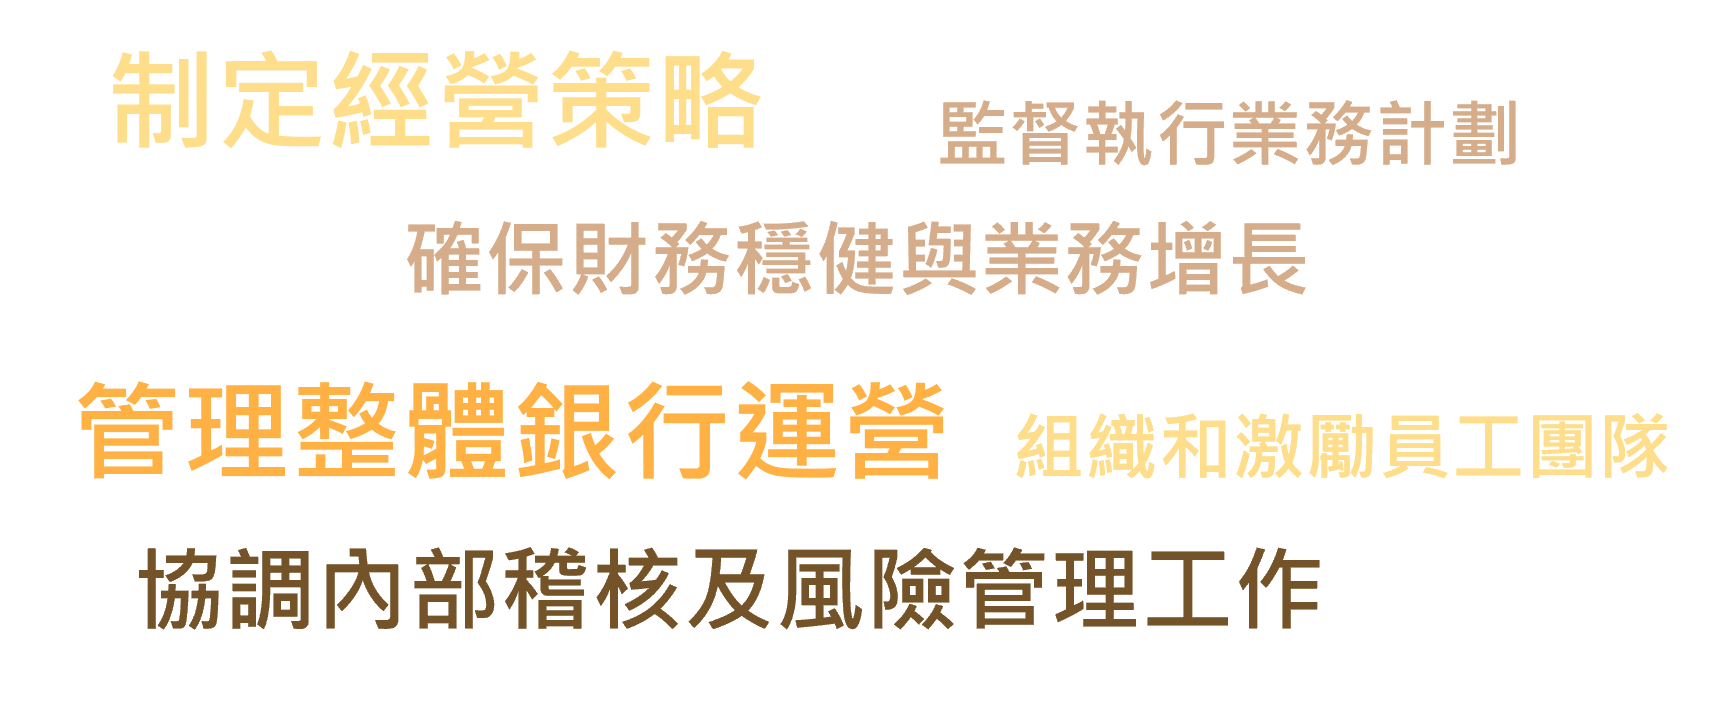 制定經營策略
監督執行業務計劃
確保財務穩健與業務增長
管理整體銀行運營
組織和激勵員工團隊
協調內部稽核及風險管理工作